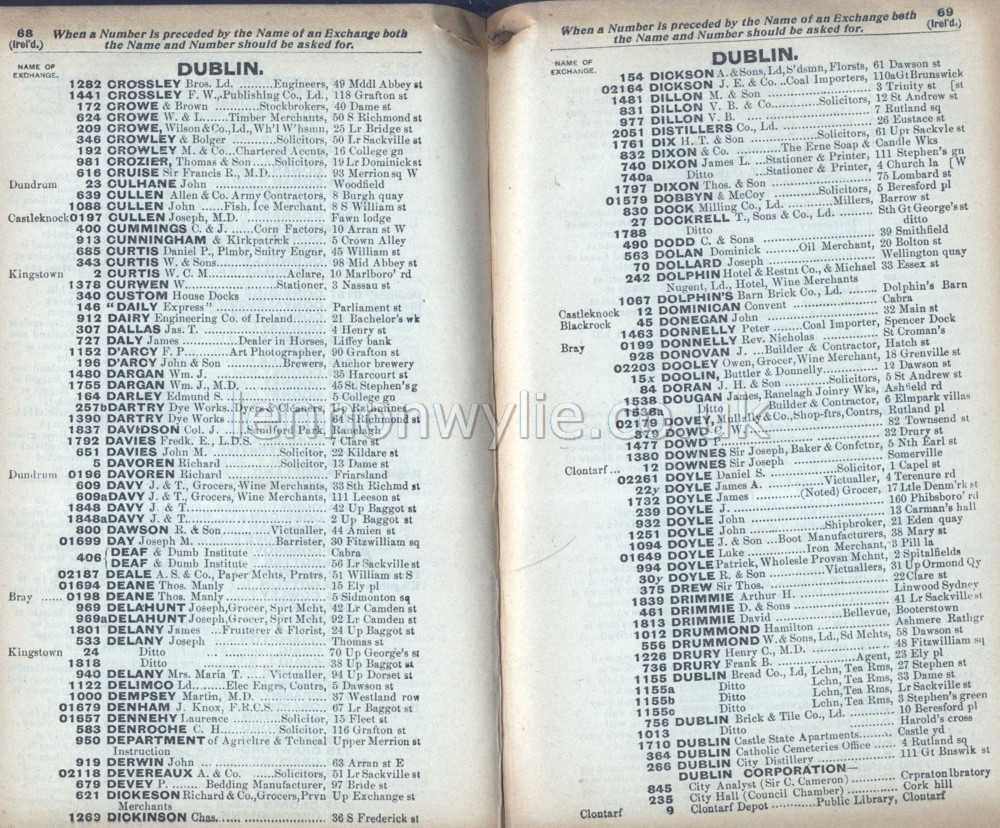 68
(Irel'd.)
When a Number is preceded by the Name of an Exchange both
the Name and Number should be asked for.
NAME OF
EXCHANGE.
DUBLIN.
1282 CROSSLEY Bros. Ld. .........Engineers, 49 Mddl Abbey st
1441 CROSSLEY F. W., Publishing Co., Ld., 118 Grafton st
172 CROWE & Brown ............Stockbrokers, 40 Dame st
624 CROWE W. & L.......Timber Merchants, 50 S Richmond st
209 CROWE, Wilson & Co., Ld., Wh'l W'hsmn, 25 Lr Bridge st
346 CROWLEY & Bolger ............Solicitors, 50 Lr Sackville st
192 CROWLEY M. & Co...Chartered Accnts, 16 College gn
981 CROZIER, Thomas & Son ......Solicitors, 19 Lr Dominick st
616 CRUISE Sir Francis R., M.D. ............... 93 Merrion sq W
Dundrum 23 CULHANE John ........................... Woodfield
639 CULLEN Allen & Co. Army Contractors, 8 Burgh quay
1088 CULLEN John ......Fish, Ice Merchant, 8 S William st
Castleknock 0197 CULLEN Joseph, M.D. ..................... Fawn lodge
400 CUMMINGS C. & J. ......Corn Factors, 10 Arran st W
913 CUNNINGHAM & Kirkpatrick ......... 5 Crown Alley
685 CURTIS Daniel P., Plmbr, Snitry Engnr, 45 William st
343 CURTIS W. & Sons........................... 98 Mid Abbey st
Kingstown 2 CURTIS W. C. M.....................Aclare, 10 Marlboro' rd
1378 CURWEN W.....................Stationer, 3 Nassau st
340 CUSTOM House Docks .....................
146 "DAILY Express" ........................ Parliament st
912 DAIRY Engineering Co. of Ireland......... 21 Bachelor's wk
307 DALLAS Jas. T. ........................... 4 Henry st
727 DALY James ............Dealer in Horses, Liffey bank
1152 D'ARCY F. P............Art Photographer, 90 Grafton st
196 D'ARCY John & Son ...............Brewers, Anchor brewery
1480 DARGAN Wm. J. ........................... 35 Harcourt st
1755 DARGAN Wm. J., M.D. ..................... 45 St. Stephen's g
164 DARLEY Edmund S. ........................ 5 College gn
257b DARTRY Dye Works..Dyers & Cleaners,
1390 DARTRY Dye Works
1837 DAVIDSON Col. J. ........................ Ranelagh
1792 DAVIES Fredk. E., L.D.S. .................. 7 Clare st
651 DAVIES John M. ..................Solicitor, 22 Kildare st
5 DAVOREN Richard ..................Solicitor, 13 Dame st
Dundrum 0196 DAVOREN Richard ..................... Friarsland
609 DAVY J. & T., Grocers, Wine Merchants, 33 Sth Richmd st
609a DAVY J. & T., Grocers, Wine Merchants, 111 Leeson st
1848 DAVY J. & T........................... 42 Up Baggot st
1848a DAVY J. & T........................... 2 Up Baggot st
800 DAWSON R. & Son ...............Victualler, 44 Amien st
01699 DAY Joseph M. .....................Barrister, 30 Fitzwilliam sq
406 { DEAF & Dumb Institute .................. Cabra
DEAF & Dumb Institute .................. 56 Lr Sackville st
02187 DEALE A. S. & Co., Paper Mchts, Prntrs, 51 William st S
01694 DEANE Thos. Manly ..................... 15 Ely pl
Bray ...... 0198 DEANE Thos. Manly ..................... 5 Sidmonton sq
969 DELAHUNT Joseph, Grocer, Sprt Mcht, 42 Lr Camden st
969a DELAHUNT Joseph, Grocer, Sprt Mcht, 92 Lr Camden st
1801 DELANY James ...Fruiterer & Florist, 24 Up Baggot st
533 DELANY Joseph ........................ Thomas st
Kingstown 24 Ditto ........................ 70 Up George's st
1818 Ditto ........................ 38 Up Baggot st
940 DELANY Mrs. Maria T. ......Victualler, 94 Up Dorset st
1122 DELIMCO Ld.........Elec Engrs, Contrs, 5 Dawson st
1000 DEMPSEY Martin, M.D. .................. 37 Westland row
01679 DENHAM J. Knox, F.R.C.S. ............ 67 Lr Baggot st
01657 DENNEHY Laurence ............Solicitor, 15 Fleet st
583 DENROCHE C. H...............Solicitor, 116 Grafton st
950 DEPARTMENT of Agricltre & Tchncal Upper Merrion st
Instruction
919 DERWIN John ........................... 63 Arran st E
02118 DEVEREAUX A. & Co. ......Solicitors, 51 Lr Sackville st
679 DEVEY P. ......Bedding Manufacturer, 97 Bride st
621 DICKESON Richard & Co., Grocers, Prvn Up Exchange st
Merchants
1263 DICKINSON Chas............................ 36 S Frederick st
69
(Irel'd.)
When a Number is preceded by the Name of an Exchange both
the Name and Number should be asked for.
NAME OF
EXCHANGE.
DUBLIN.
154 DICKSON A. & Sons, Ld, S'dsmn, Florsts, 61 Dawson st
02164 DICKSON J. E. & Co...Coal Importers, 110a Gt Brunswick
1481 DILLON M. & Son ..................... 3 Trinity st [st
831 DILLON V. B. & Co............Solicitors, 12 St Andrew st
977 DILLON V. B. ........................ 7 Rutland sq
2051 DISTILLERS Co., Ld. .................. 26 Eustace st
1761 DIX H. T. & Son ..................Solicitors, 61 Upr Sackvle st
832 DIXON & Co. ............The Erne Soap & Candle Wks
740 DIXON James L. ...Stationer & Printer, 111 Stephen's gn
740a Ditto ......Stationer & Printer, 4 Church la [W
1797 DIXON Thos. & Son ..................... 75 Lombard st
01579 DOBBYN & McCoy ...............Solicitors, 5 Beresford pl
830 DOCK Milling Co., Ld. ............Millers, Barrow st
27 DOCKRELL T., Sons & Co., Ld. ......... Sth Gt George's st
1788 Ditto ..................... ditto
490 DODD C. & Sons ........................ 39 Smithfield
563 DOLAN Dominick .........Oil Merchant, 20 Bolton st
70 DOLLARD Joseph ........................ Wellington quay
242 DOLPHIN Hotel & Restnt Co., & Michael 33 Essex st
Nugent, Ld., Hotel, Wine Merchants
1067 DOLPHIN'S Barn Brick Co., Ld. ......... Dolphin's Barn
Castleknock 12 DOMINICAN Convent ..................... Cabra
Blackrock 45 DONEGAN John ........................ 32 Main st
1463 DONNELLY Peter ......Coal Importer, Spencer Dock
Bray 0199 DONNELLY Rev. Nicholas ............ St Croman's
928 DONOVAN J. ...Builder & Contractor, Hatch st
02203 DOOLEY Owen, Grocer, Wine Merchant, 18 Grenville st
15x DOOLIN, Buttler & Donnelly............ 12 Dawson st
84 DORAN J. H. & Son ............Solicitors, 5 St Andrew st
1538 DOUGAN James, Ranelagh Joinry Wks, Ashfield rd
1538a Ditto .........Builder & Contractor, 6 Elmpark villas
02179 DOVEY, & Co., Shop-ftrs, Contrs, Rutland pl
879 DOWD C. ........................ 82 Townsend st
1477 DOWD P........................... 32 Drury st
1380 DOWNES Sir Joseph, Baker & Confctur, 5 Nth Earl st
Clontarf ... 12 DOWNES Sir Joseph ..................... Somerville
02261 DOYLE Daniel S. ..................Solicitor, 1 Capel st
22y DOYLE James A. ..................Victualler, 4 Terenure rd
1732 DOYLE James ............(Noted) Grocer, 17 Ltle Denm'rk st
239 DOYLE J. ........................ 160 Phibsboro' rd
932 DOYLE John ........................ 13 Carman's hall
1251 DOYLE John ..................Shipbroker, 21 Eden quay
1094 DOYLE J. & Son ...Boot Manufacturers, 38 Mary st
01649 DOYLE Luke ...............Iron Merchant, 3 Pill la
994 DOYLE Patrick, Wholesle Provsn Mchnt, 2 Spitalfields
30y DOYLE R. & Son ...............Victuallers, 31 Up Ormond Qy
375 DREW Sir Thos. ........................ 22 Clare st
1839 DRIMMIE Arthur H. .................. Linwood Sydney
461 DRIMMIE D. & Sons .................. 41 Lr Sackville st
1813 DRIMMIE David ..................Bellevue, Booterstown
1012 DRUMMOND Hamilton .................. Ashmere Rathgr
556 DRUMMOND W. & Sons, Ld., Sd Mchts, 58 Dawson st
1226 DRURY Henry C., M.D. .................. 48 Fitzwilliam sq
736 DRURY Frank B. ..................Agent, 23 Ely pl
1155 DUBLIN Bread Co., Ld, Lchn, Tea Rms, 27 Stephen st
1155a Ditto Lchn, Tea Rms, 33 Dame st
1155b Ditto Lchn, Tea Rms, Lr Sackville st
1155c Ditto Lchn, Tea Rms, 3 Stephen's green
756 DUBLIN Brick & Tile Co., Ld. ............ 10 Beresford pl
1013 Ditto ..................... Harold's cross
1710 DUBLIN Castle State Apartments......... Castle yd
364 DUBLIN Catholic Cemeteries Office ...... 4 Rutland sq
266 DUBLIN City Distillery .................. 111 Gt Bnswik st
DUBLIN CORPORATION—
845 City Analyst (Sir C. Cameron) ............ Crpraton lbratory
235 City Hall (Council Chamber) ............ Cork hill
Clontarf 9 Clontarf Depot .........Public Library, Clontarf
lennonwylie.co.uk